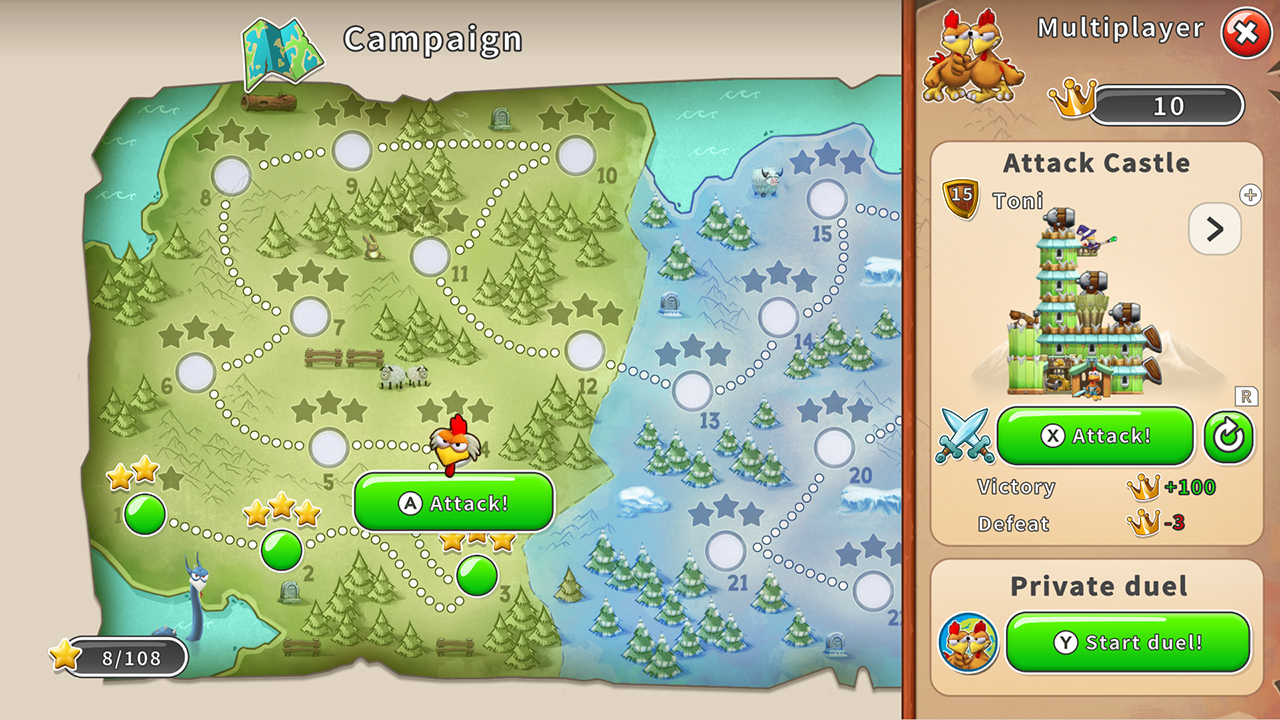 Campaign
8
9
10
11
7
6
12
5
1
2
3
15
14
13
20
21
A Attack!
8/108
Multiplayer
10
Attack Castle
15 Toni
R
X Attack!
Victory +100
Defeat -3
Private duel
Y Start duel!